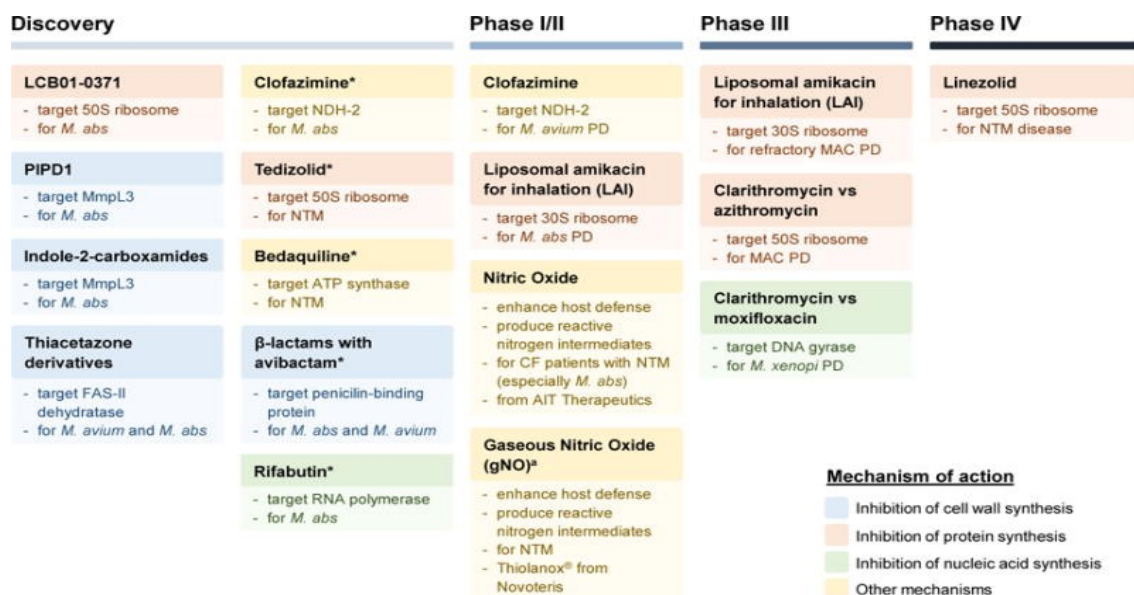 Discovery
LCB01-0371
- target 50S ribosome
- for M. abs
PIPD1
- target MmpL3
- for M. abs
Indole-2-carboxamides
- target MmpL3
- for M. abs
Thiacetazone
derivatives
- target FAS-II
dehydratase
- for M. avium and M. abs
Clofazimine*
- target NDH-2
- for M. abs
Tedizolid*
- target 50S ribosome
- for NTM
Bedaquiline*
- target ATP synthase
- for NTM
β-lactams with
avibactam*
- target penicilin-binding
protein
- for M. abs and M. avium
Rifabutin*
- target RNA polymerase
- for M. abs
Phase I/II
Clofazimine
- target NDH-2
- for M. avium PD
Liposomal amikacin
for inhalation (LAI)
- target 30S ribosome
- for M. abs PD
Nitric Oxide
- enhance host defense
- produce reactive
nitrogen intermediates
- for CF patients with NTM
(especially M. abs)
- from AIT Therapeutics
Gaseous Nitric Oxide
(gNO)ª
- enhance host defense
- produce reactive
nitrogen intermediates
- for NTM
- Thiolanox® from
Novoteris
Phase III
Liposomal amikacin
for inhalation (LAI)
- target 30S ribosome
- for refractory MAC PD
Clarithromycin vs
azithromycin
- target 50S ribosome
- for MAC PD
Clarithromycin vs
moxifloxacin
- target DNA gyrase
- for M. xenopi PD
Phase IV
Linezolid
- target 50S ribosome
- for NTM disease
Mechanism of action
Inhibition of cell wall synthesis
Inhibition of protein synthesis
Inhibition of nucleic acid synthesis
Other mechanisms